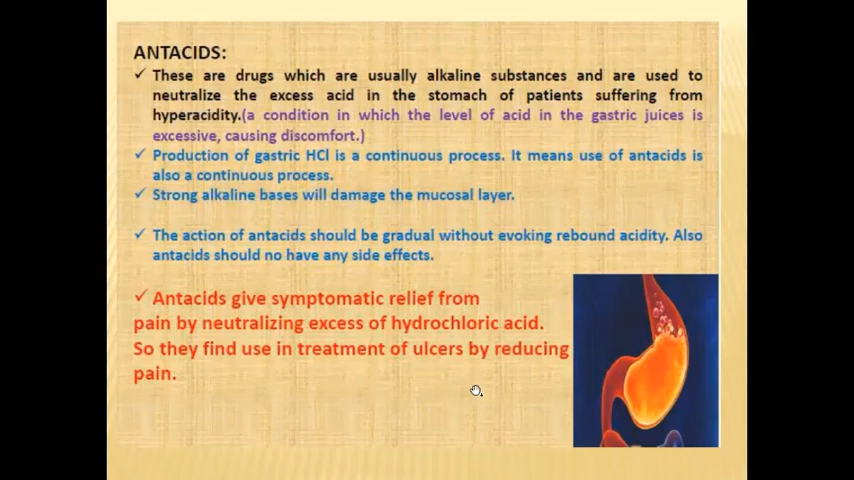 ANTACIDS:
✓ These are drugs which are usually alkaline substances and are used to
neutralize the excess acid in the stomach of patients suffering from
hyperacidity.(a condition in which the level of acid in the gastric juices is
excessive, causing discomfort.)
✓ Production of gastric HCl is a continuous process. It means use of antacids is
also a continuous process.
✓ Strong alkaline bases will damage the mucosal layer.
✓ The action of antacids should be gradual without evoking rebound acidity. Also
antacids should no have any side effects.
✓ Antacids give symptomatic relief from
pain by neutralizing excess of hydrochloric acid.
So they find use in treatment of ulcers by reducing
pain.